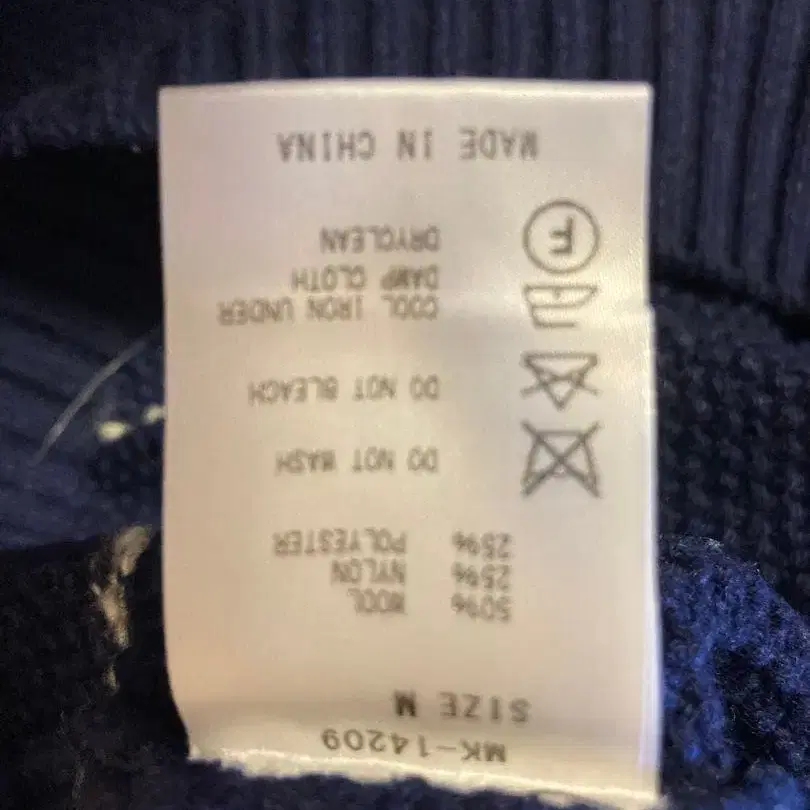 MK-14209
SIZE M
50% WOOL
25% NYLON
25% POLYESTER
DO NOT WASH
DO NOT BLEACH
COOL IRON UNDER
DAMP CLOTH
F
DRYCLEAN
MADE IN CHINA